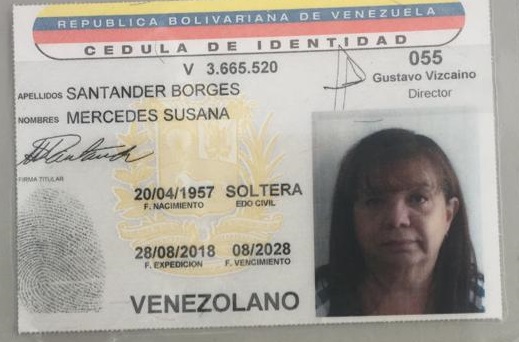 REPUBLICA BOLIVARIANA DE VENEZUELA
CEDULA DE IDENTIDAD
V 3.665.520
055
Gustavo Vizcaino
Director
APELLIDOS SANTANDER BORGES
NOMBRES MERCEDES SUSANA
FIRMA TITULAR
20/04/1957 SOLTERA
F. NACIMIENTO EDO CIVIL
28/08/2018 08/2028
F. EXPEDICION F. VENCIMIENTO
VENEZOLANO